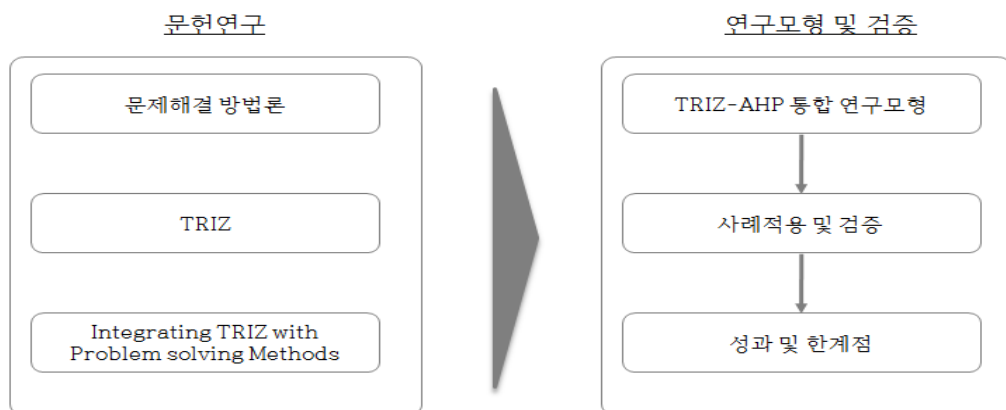 문헌연구
문제해결 방법론
TRIZ
Integrating TRIZ with
Problem solving Methods
연구모형 및 검증
TRIZ-AHP 통합 연구모형
사례적용 및 검증
성과 및 한계점